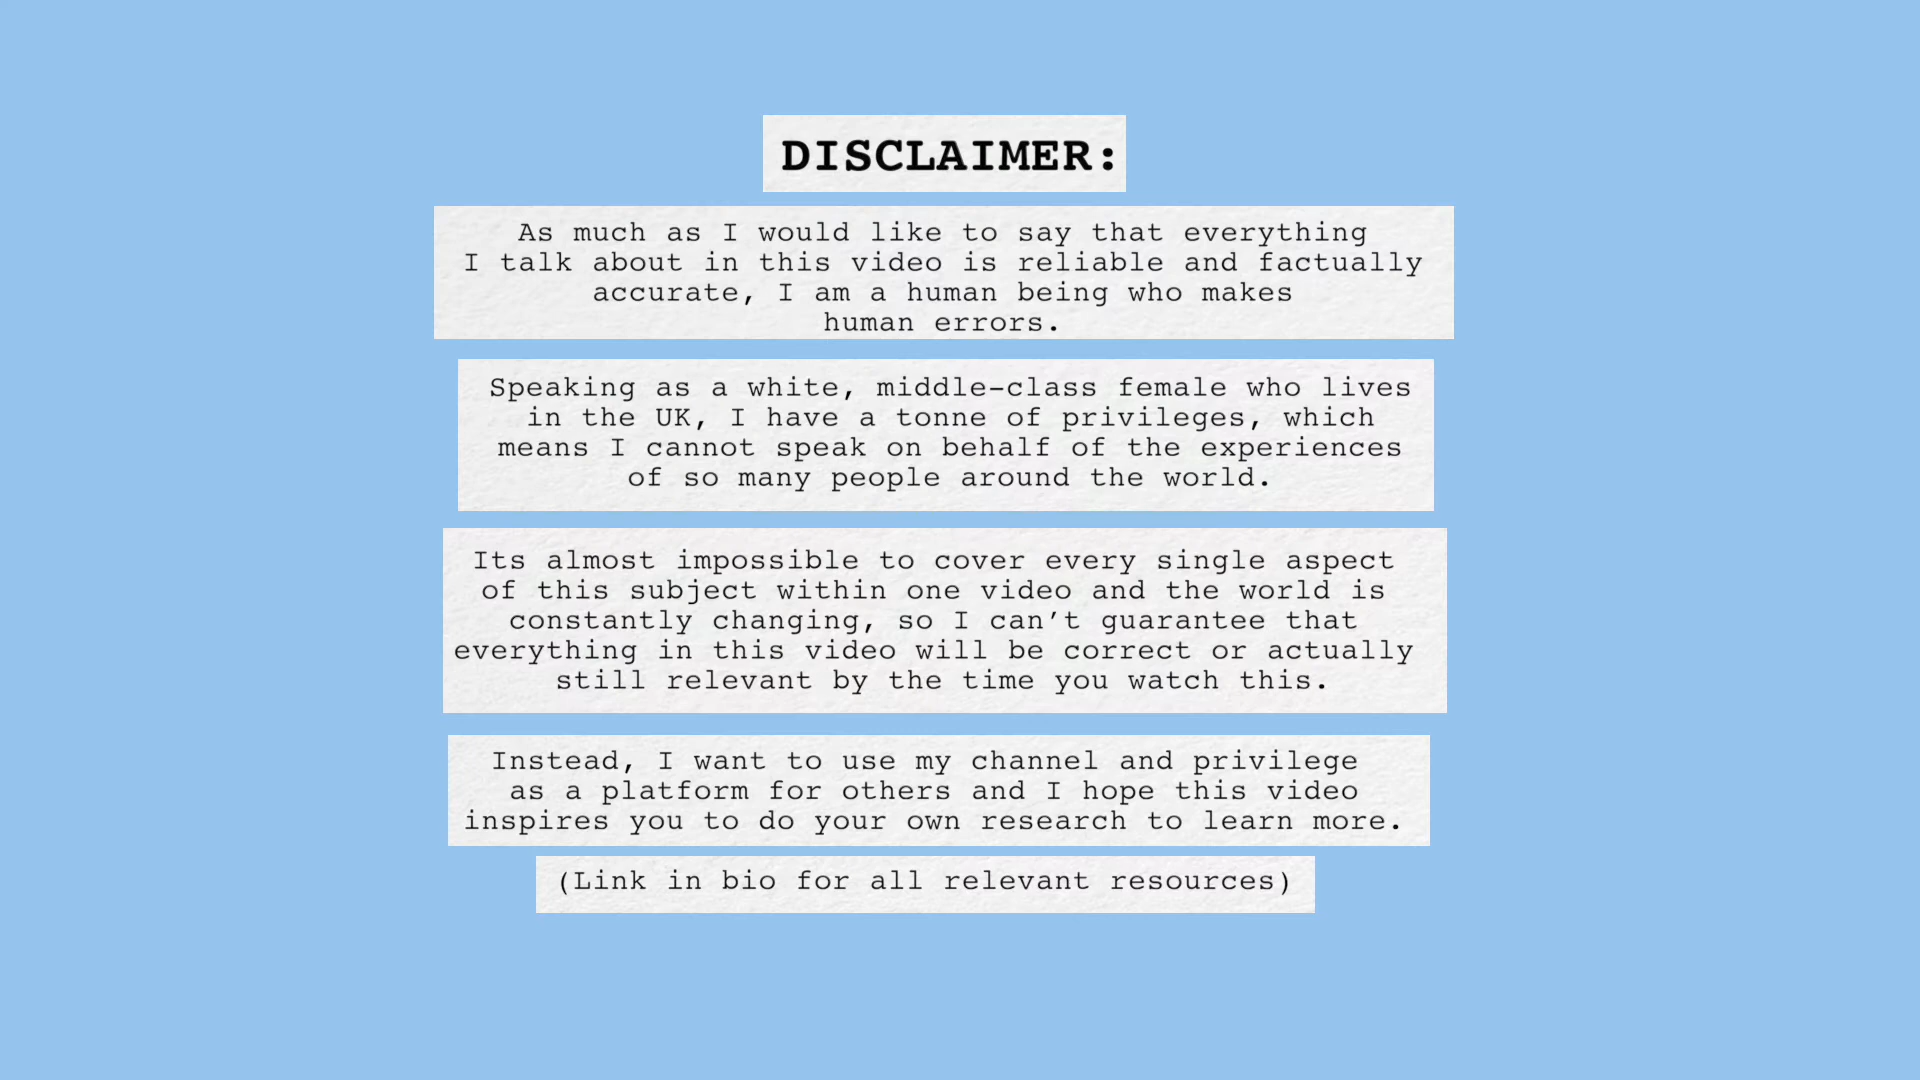 DISCLAIMER:
As much as I would like to say that everything
I talk about in this video is reliable and factually
accurate, I am a human being who makes
human errors.
Speaking as a white, middle-class female who lives
in the UK, I have a tonne of privileges, which
means I cannot speak on behalf of the experiences
of so many people around the world.
Its almost impossible to cover every single aspect
of this subject within one video and the world is
constantly changing, so I can’t guarantee that
everything in this video will be correct or actually
still relevant by the time you watch this.
Instead, I want to use my channel and privilege
as a platform for others and I hope this video
inspires you to do your own research to learn more.
(Link in bio for all relevant resources)